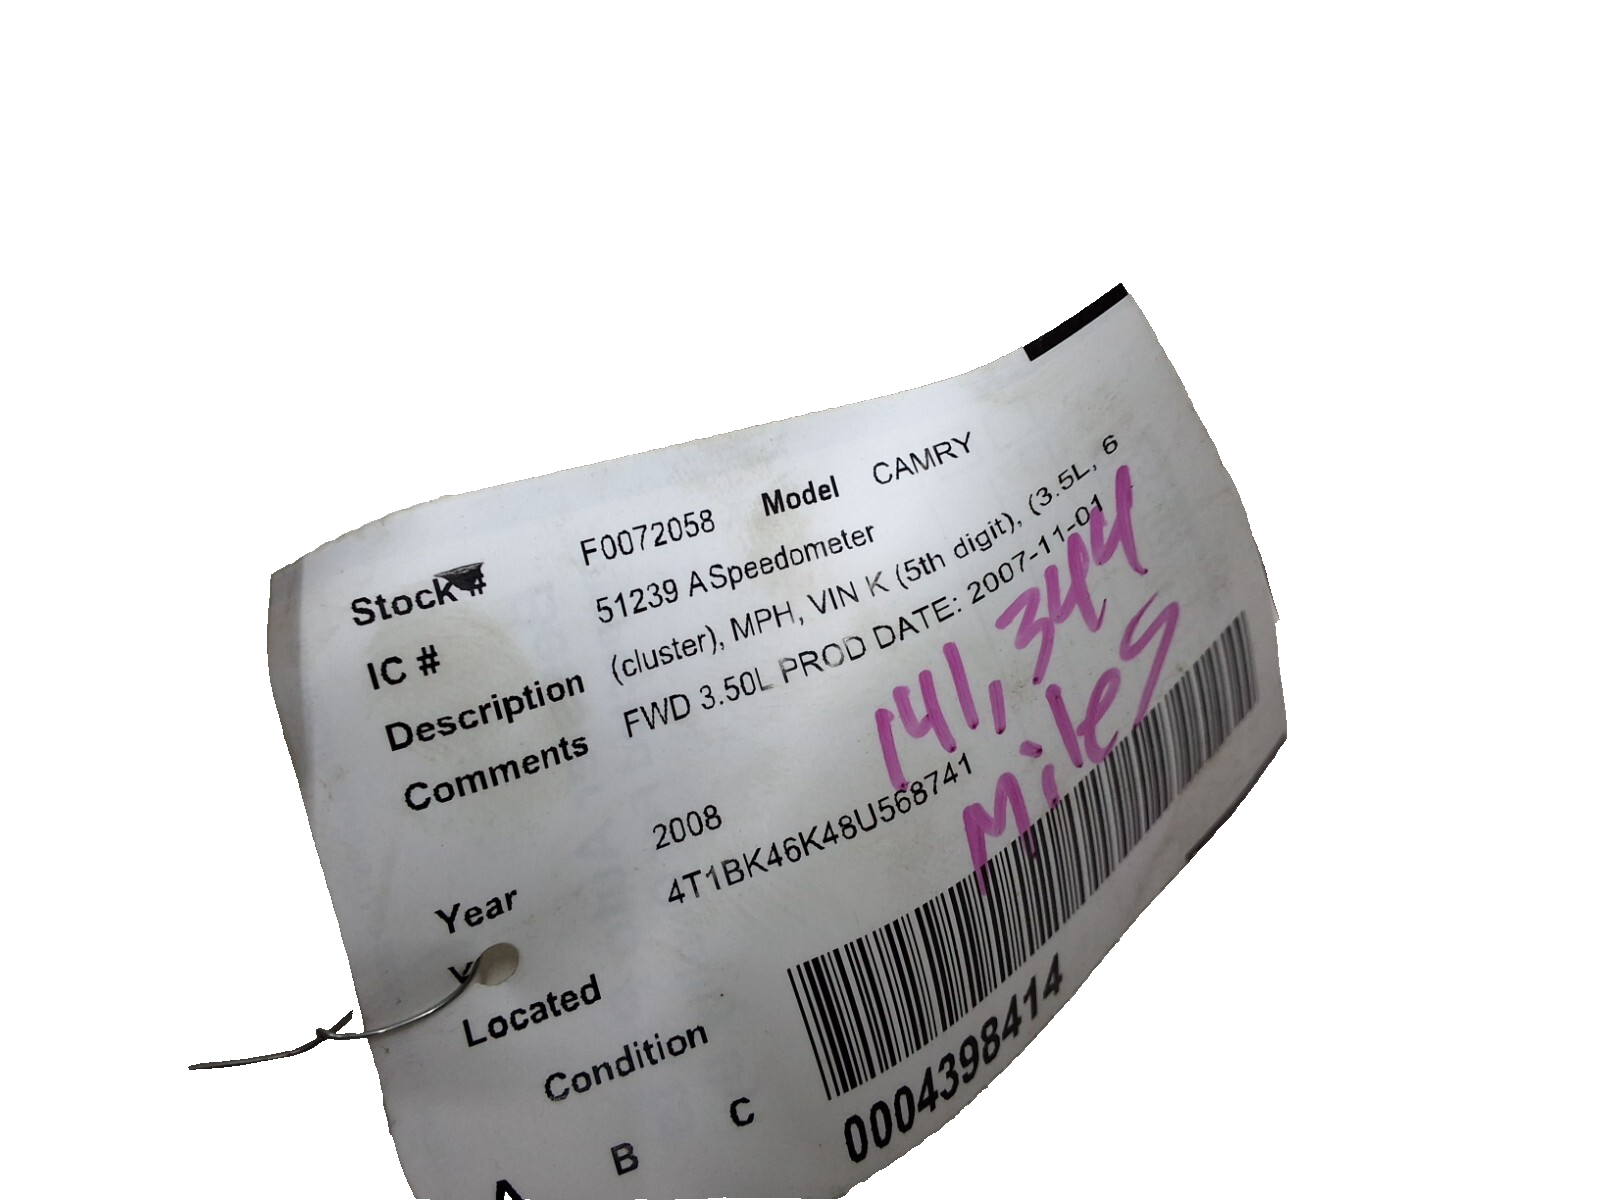 Stock # F0072058 Model CAMRY
IC # 51239 A Speedometer
Description (cluster), MPH, VIN K (5th digit), (3.5L, 6
Comments FWD 3.50L PROD DATE: 2007-11-01
141,344
Miles
Year 2008
4T1BK46K48U568741
Located
Condition
A B C
0004398414